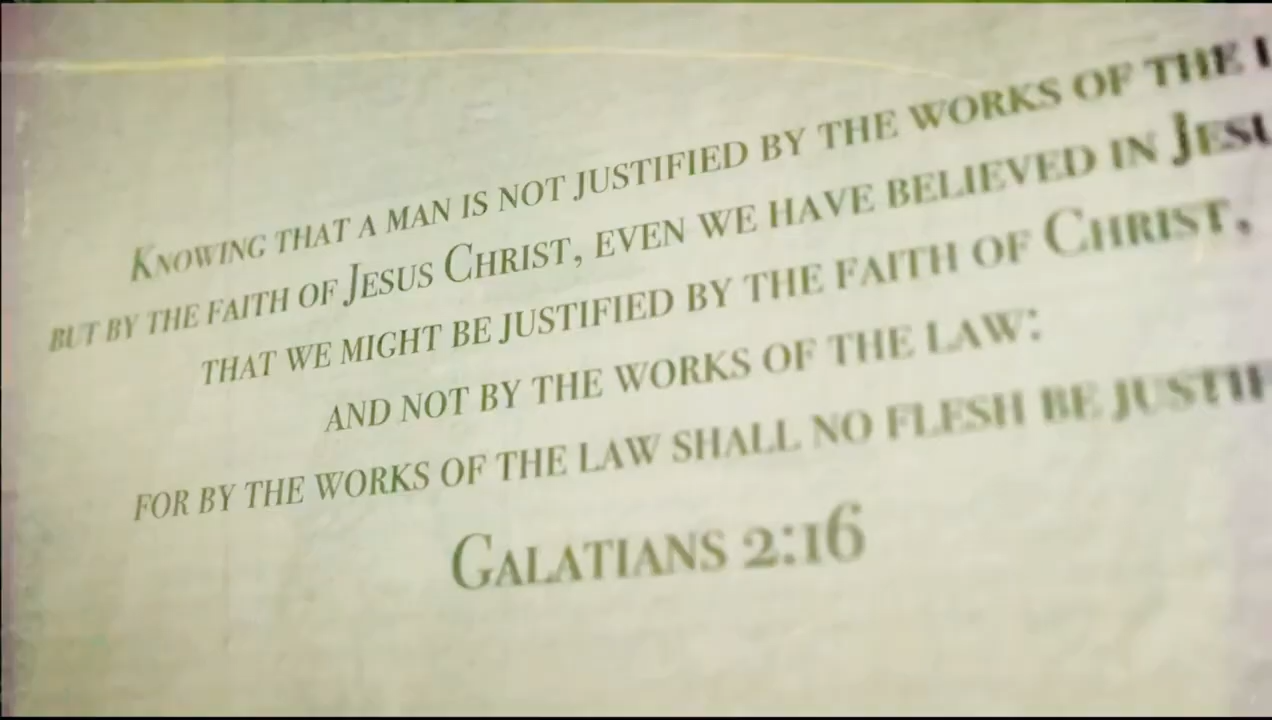 Knowing that a man is not justified by the works of the
but by the faith of Jesus Christ, even we have believed in
that we might be justified by the faith of Christ,
and not by the works of the law:
for by the works of the law shall no flesh be
Galatians 2:16